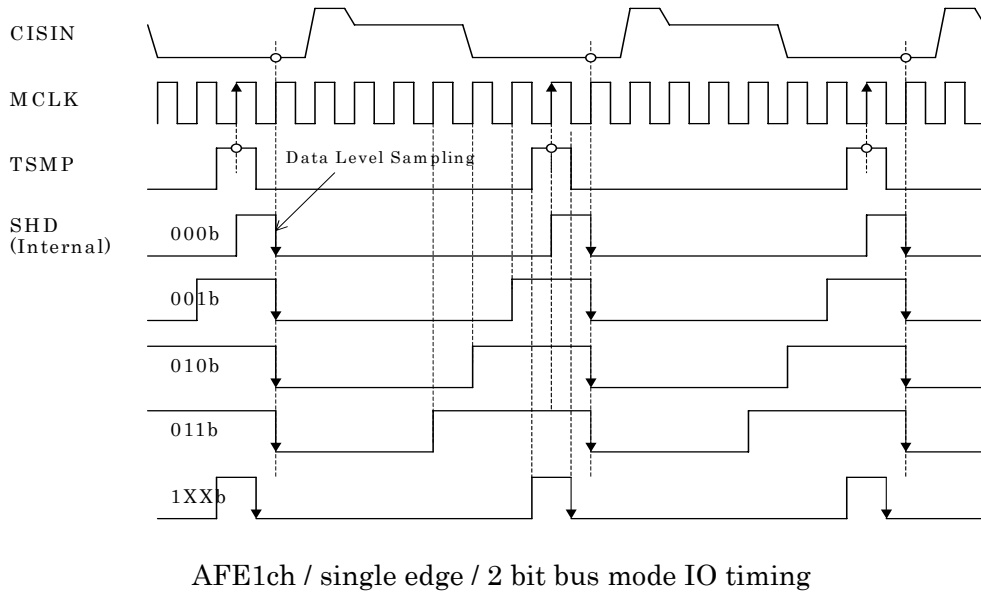 CISIN
MCLK
TSMP
Data Level Sampling
SHD
(Internal)
000b
001b
010b
011b
1XXb
AFE1ch / single edge / 2 bit bus mode IO timing